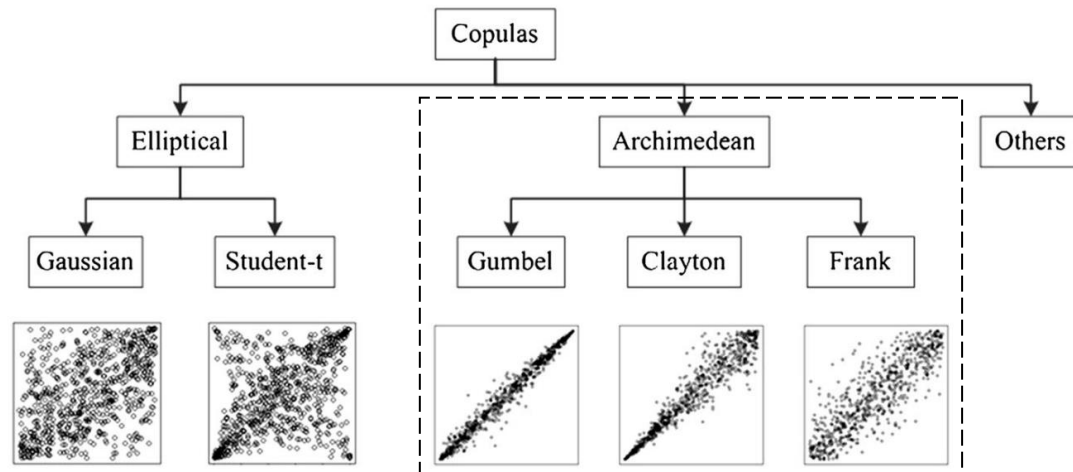 Copulas
Elliptical
Archimedean
Others
Gaussian
Student-t
Gumbel
Clayton
Frank